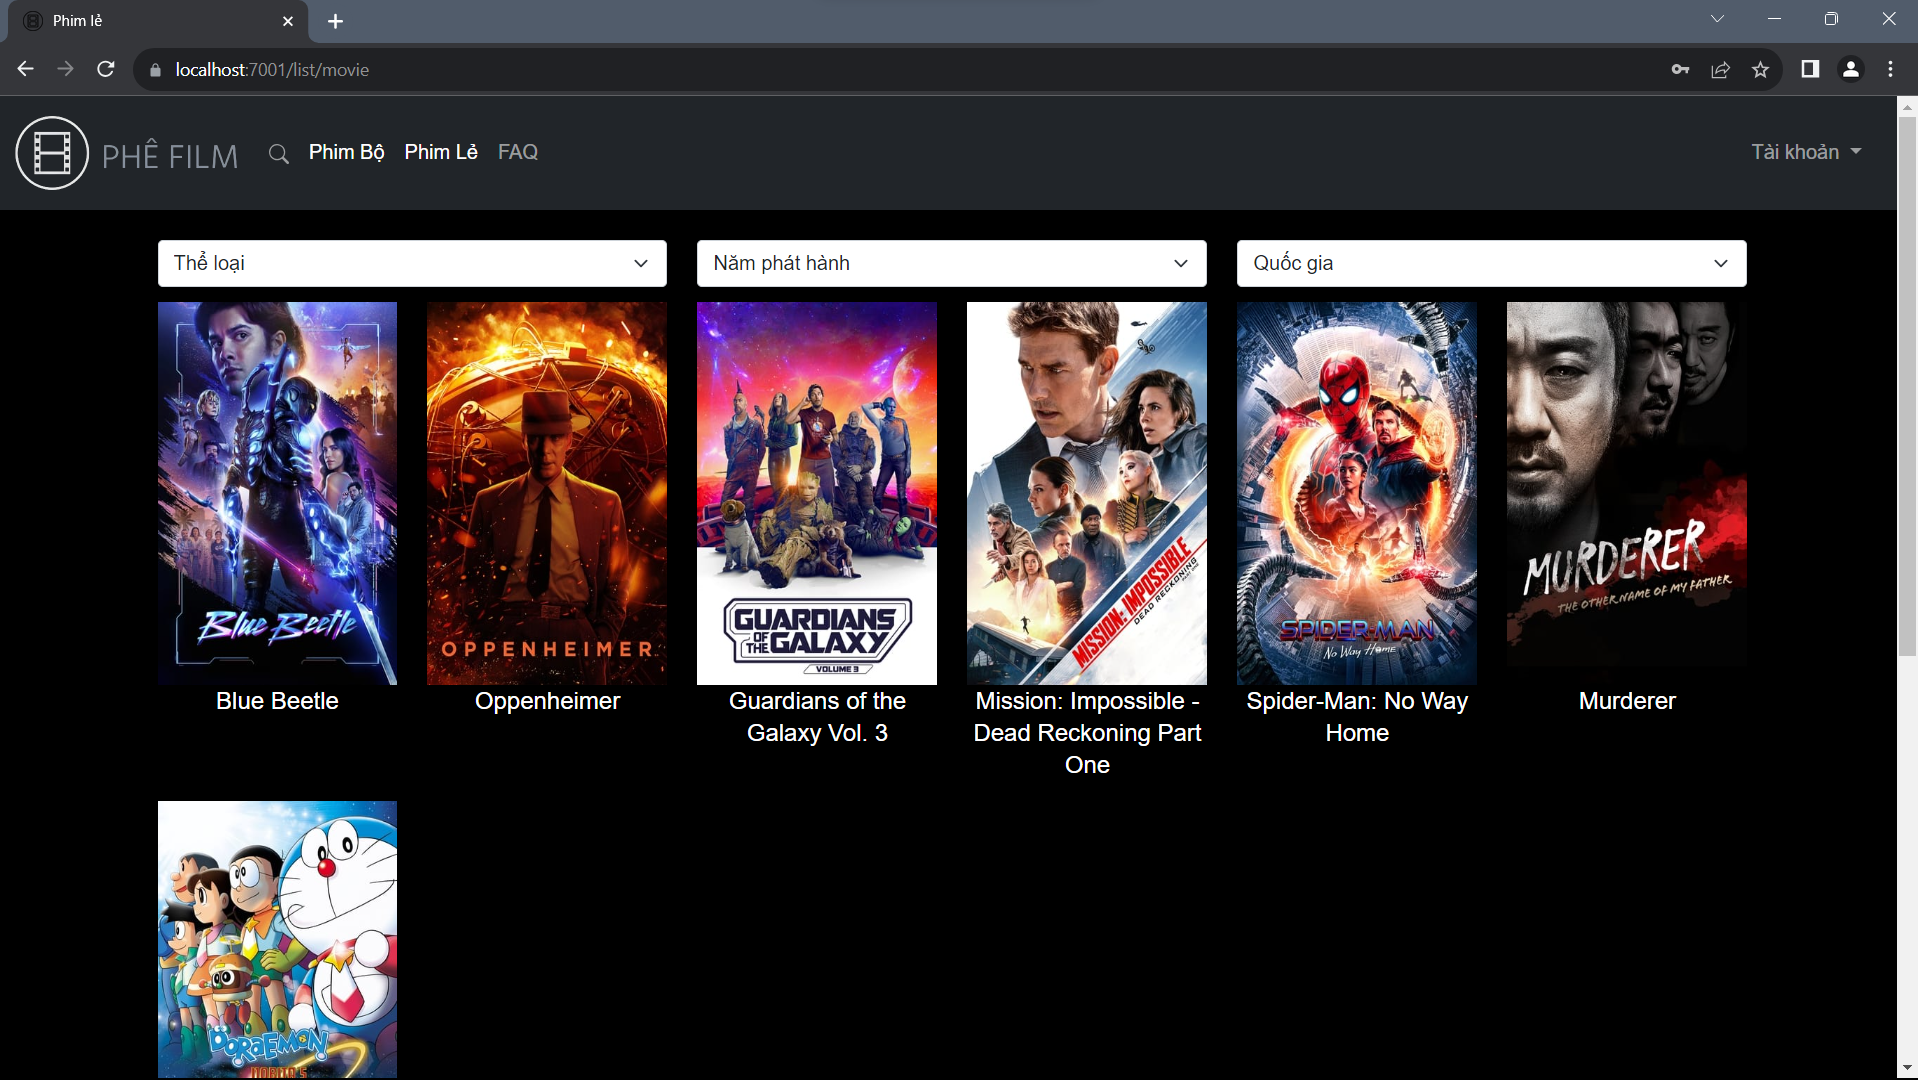 Phim lẻ
localhost:7001/list/movie
PHÊ FILM
Phim Bộ
Phim Lẻ
FAQ
Tài khoản
Thể loại
Năm phát hành
Quốc gia
Blue Beetle
OPPENHEIMER
GUARDIANS
OF THE GALAXY
VOLUME 3
MISSION: IMPOSSIBLE
DEAD RECKONING
SPIDER-MAN
No Way Home
MURDERER
THE OTHER NAME OF MY FATHER
Blue Beetle
Oppenheimer
Guardians of the
Galaxy Vol. 3
Mission: Impossible -
Dead Reckoning Part
One
Spider-Man: No Way
Home
Murderer
DORAEMON
NOBITA'S